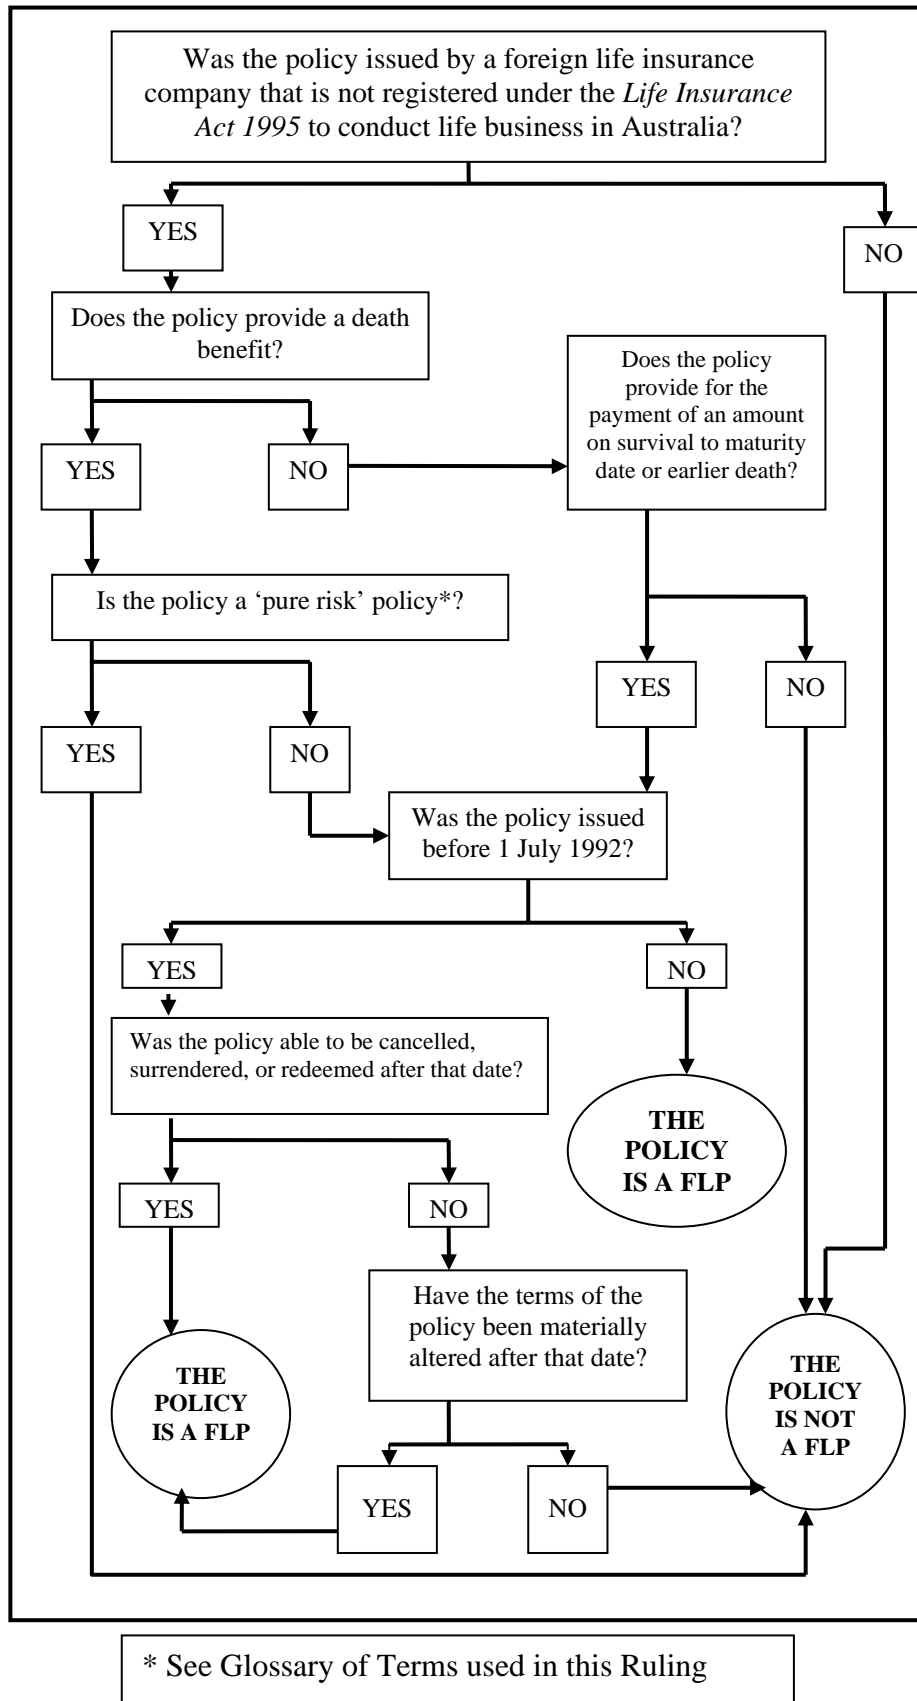 Was the policy issued by a foreign life insurance
company that is not registered under the Life Insurance
Act 1995 to conduct life business in Australia?
YES
NO
Does the policy provide a death
benefit?
Does the policy
provide for the
payment of an amount
on survival to maturity
date or earlier death?
YES
NO
Is the policy a ‘pure risk’ policy*?
YES
NO
YES
NO
Was the policy issued
before 1 July 1992?
YES
NO
Was the policy able to be cancelled,
surrendered, or redeemed after that date?
THE
POLICY
IS A FLP
YES
NO
Have the terms of the
policy been materially
altered after that date?
THE
POLICY
IS A FLP
THE
POLICY
IS NOT
A FLP
YES
NO
* See Glossary of Terms used in this Ruling